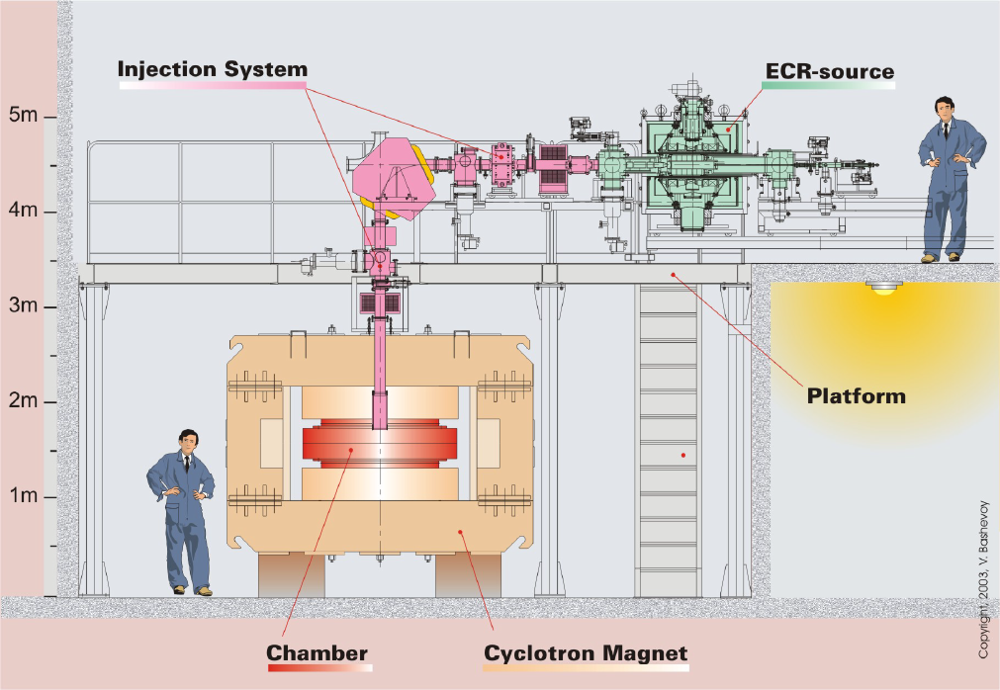 Injection System
ECR-source
5m
4m
3m
2m
1m
Platform
Chamber
Cyclotron Magnet
Copyright, 2003, V. Bashevoy